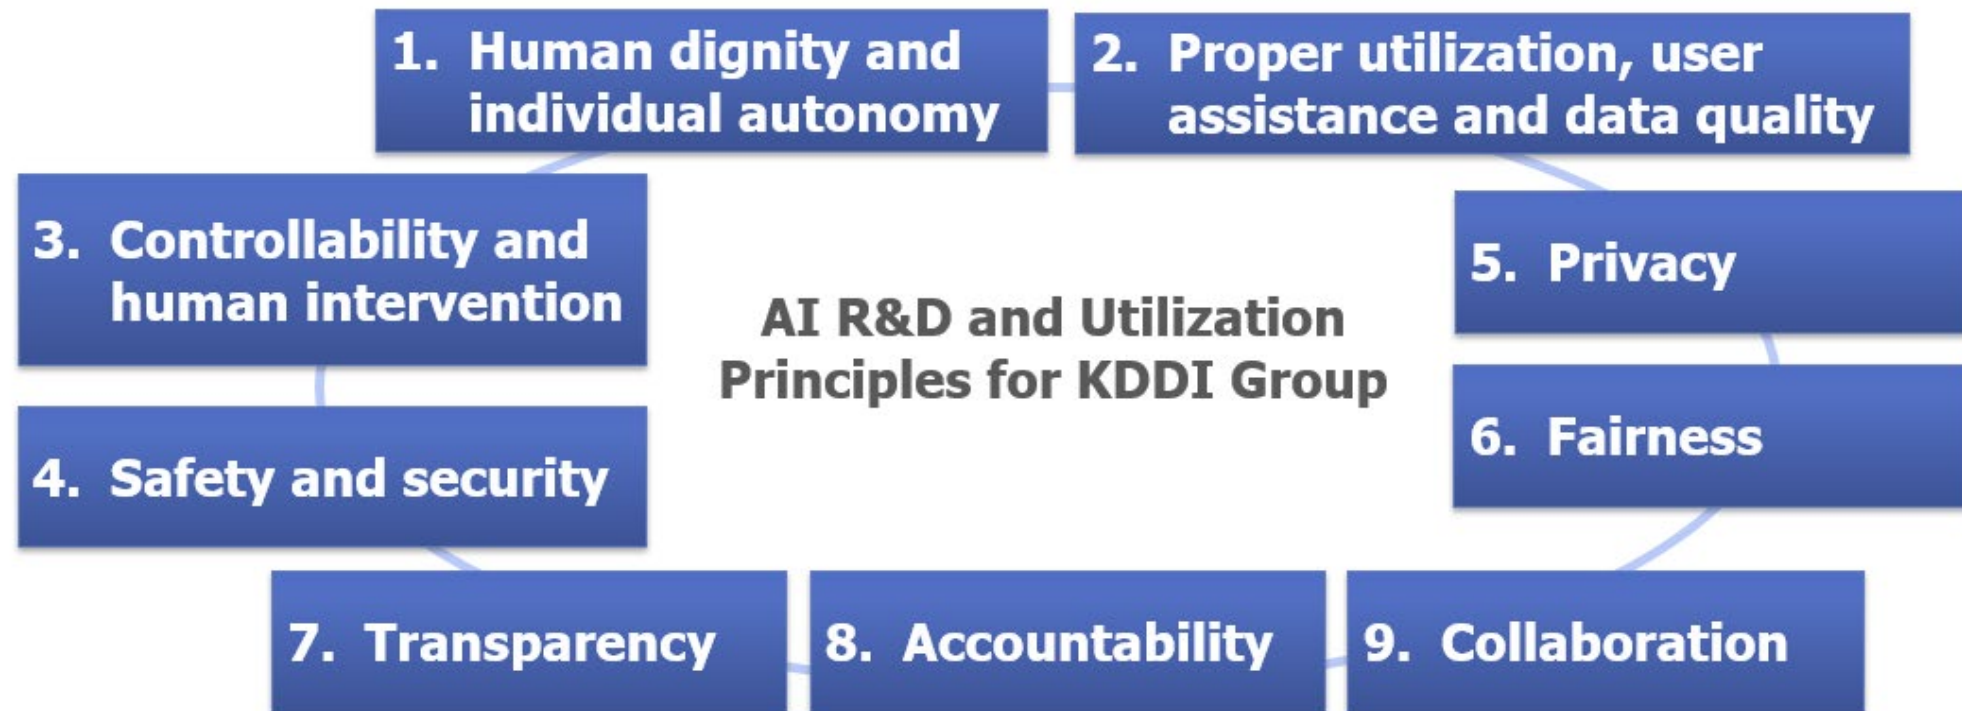 1. Human dignity and
individual autonomy
2. Proper utilization, user
assistance and data quality
3. Controllability and
human intervention
4. Safety and security
AI R&D and Utilization
Principles for KDDI Group
5. Privacy
6. Fairness
7. Transparency
8. Accountability
9. Collaboration